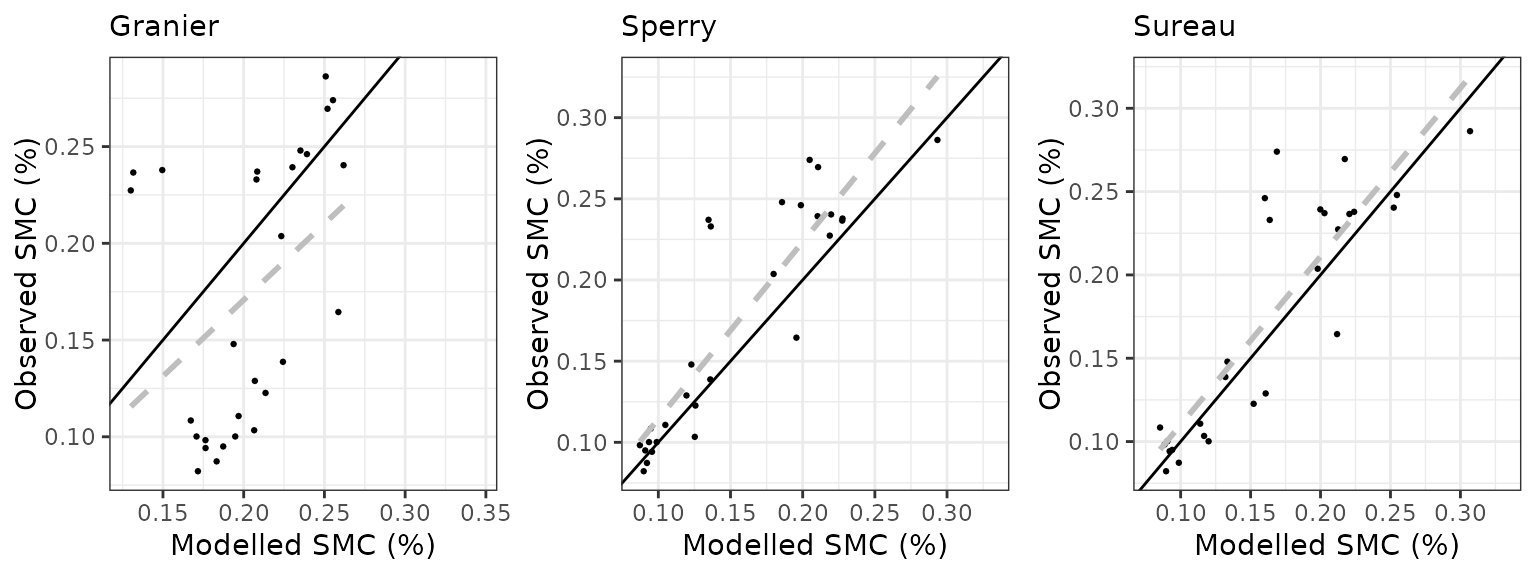 Granier
Observed SMC (%)
0.25
0.20
0.15
0.10
0.15 0.20 0.25 0.30 0.35
Modelled SMC (%)
Sperry
Observed SMC (%)
0.30
0.25
0.20
0.15
0.10
0.10 0.15 0.20 0.25 0.30
Modelled SMC (%)
Sureau
Observed SMC (%)
0.30
0.25
0.20
0.15
0.10
0.10 0.15 0.20 0.25 0.30
Modelled SMC (%)